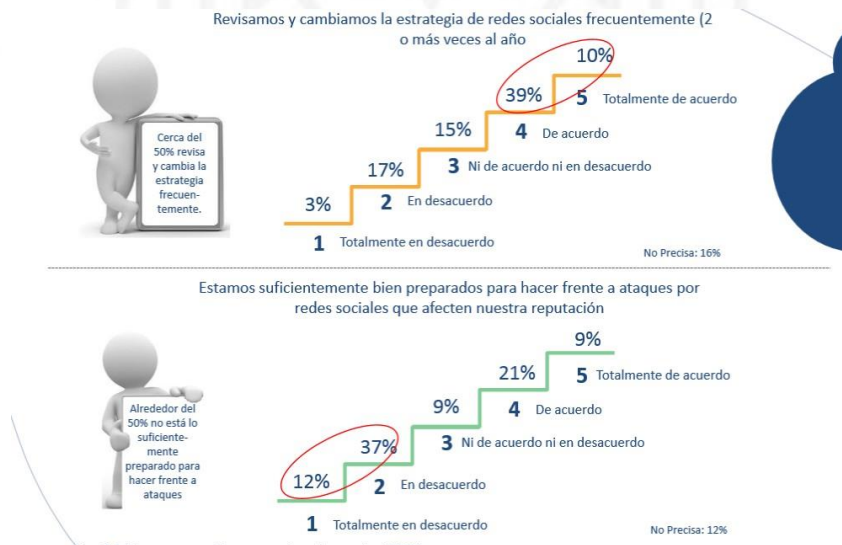 Revisamos y cambiamos la estrategia de redes sociales frecuentemente (2
o más veces al año
Cerca del
50% revisa
y cambia la
estrategia
frecuen-
temente.
10%
5 Totalmente de acuerdo
39%
4 De acuerdo
15%
3 Ni de acuerdo ni en desacuerdo
17%
2 En desacuerdo
3%
1 Totalmente en desacuerdo
No Precisa: 16%
Estamos suficientemente bien preparados para hacer frente a ataques por
redes sociales que afecten nuestra reputación
Alrededor del
50% no está lo
suficiente-
mente
preparado para
hacer frente a
ataques
9%
5 Totalmente de acuerdo
21%
4 De acuerdo
9%
3 Ni de acuerdo ni en desacuerdo
37%
2 En desacuerdo
12%
1 Totalmente en desacuerdo
No Precisa: 12%